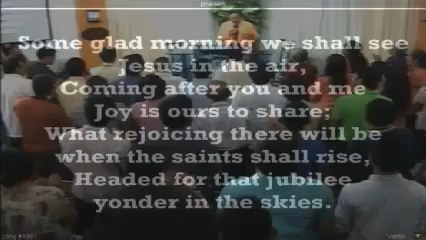 Some glad morning we shall see
Jesus in the air,
Coming after you and me
Joy is ours to share;
What rejoicing there will be
when the saints shall rise,
Headed for that jubilee
yonder in the skies.